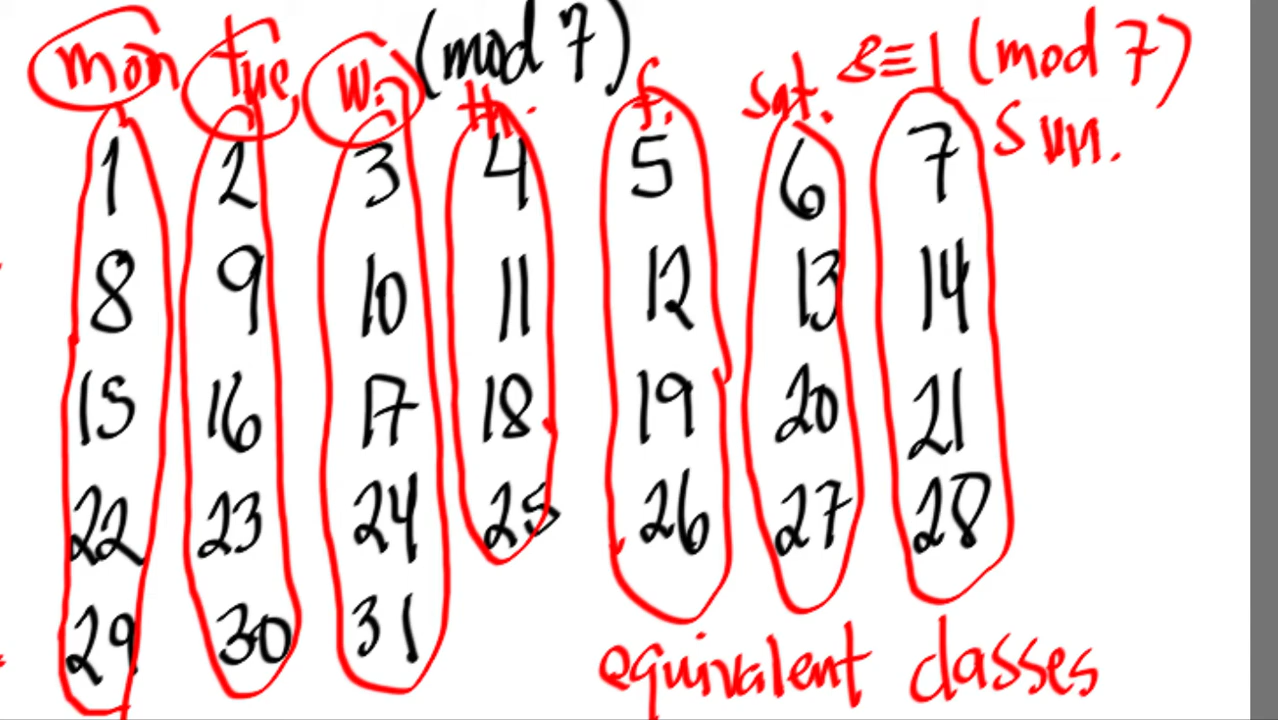 mon tue, w. (mod 7) th. f. sat. 8≡1 (mod 7)
sun.
1 2 3 4 5 6 7
8 9 10 11 12 13 14
15 16 17 18 19 20 21
22 23 24 25 26 27 28
29 30 31
equivalent classes